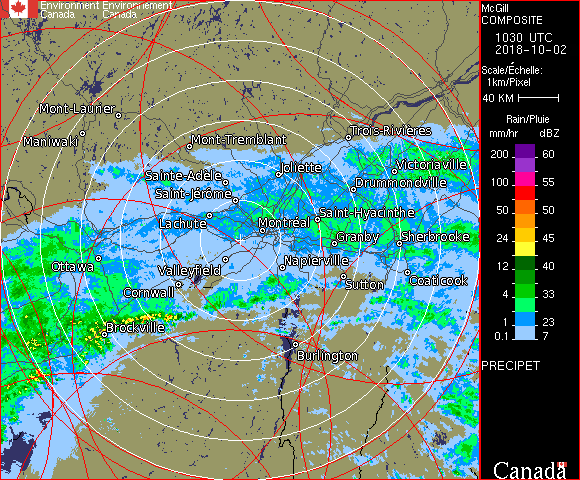 Environment Environnement
Canada Canada
McGill
COMPOSITE
1030 UTC
2018-10-02
Scale/Échelle:
1km/Pixel
40 KM
Rain/Pluie
mm/hr dBZ
200 60
150 57
100 55
50 50
24 45
12 40
4 33
1 23
0.1 7
PRECIPET
Canada
Mont-Laurier
Maniwaki
Mont-Tremblant
Trois-Rivières
Sainte-Adèle
Joliette
Victoriaville
Saint-Jérôme
Drummondville
Lachute
Montréal
Saint-Hyacinthe
Granby
Sherbrooke
Ottawa
Valleyfield
Napierville
Cornwall
Sutton
Coaticook
Brockville
Burlington